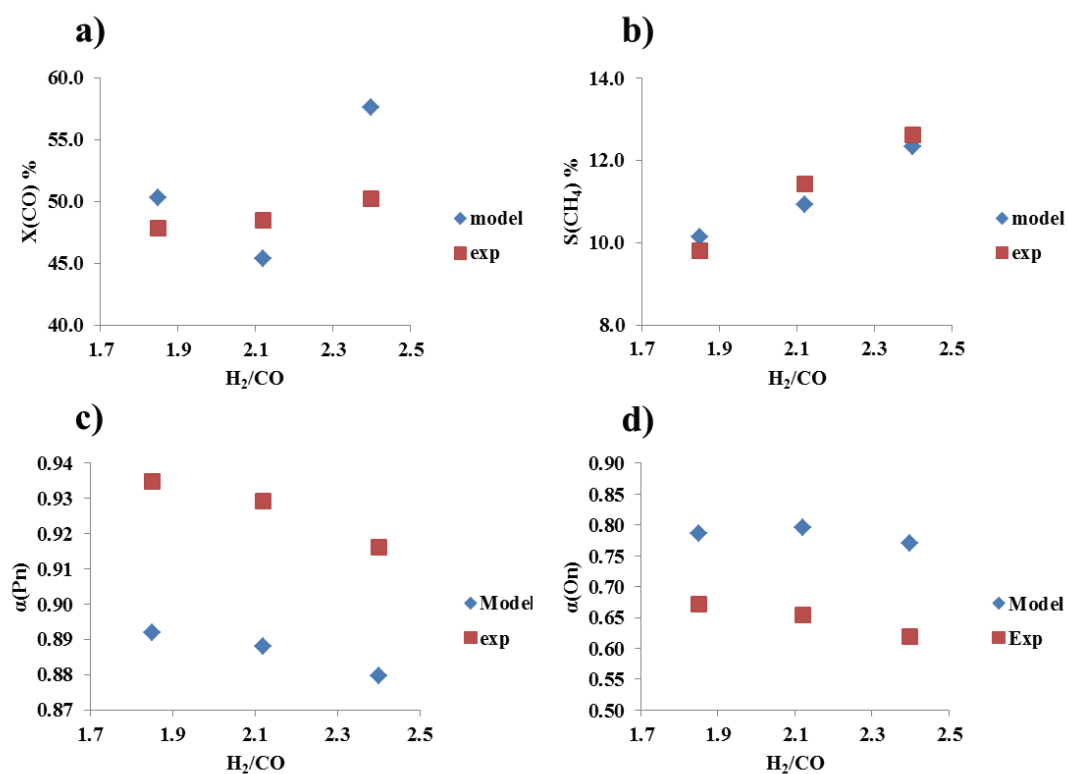 a)
60.0
55.0
50.0
45.0
40.0
X(CO) %
1.7 1.9 2.1 2.3 2.5
H₂/CO
model
exp
b)
14.0
12.0
10.0
8.0
S(CH₄) %
1.7 1.9 2.1 2.3 2.5
H₂/CO
model
exp
c)
0.94
0.93
0.92
0.91
0.90
0.89
0.88
0.87
α(Pn)
1.7 1.9 2.1 2.3 2.5
H₂/CO
Model
exp
d)
0.90
0.85
0.80
0.75
0.70
0.65
0.60
0.55
0.50
α(On)
1.7 1.9 2.1 2.3 2.5
H₂/CO
Model
Exp